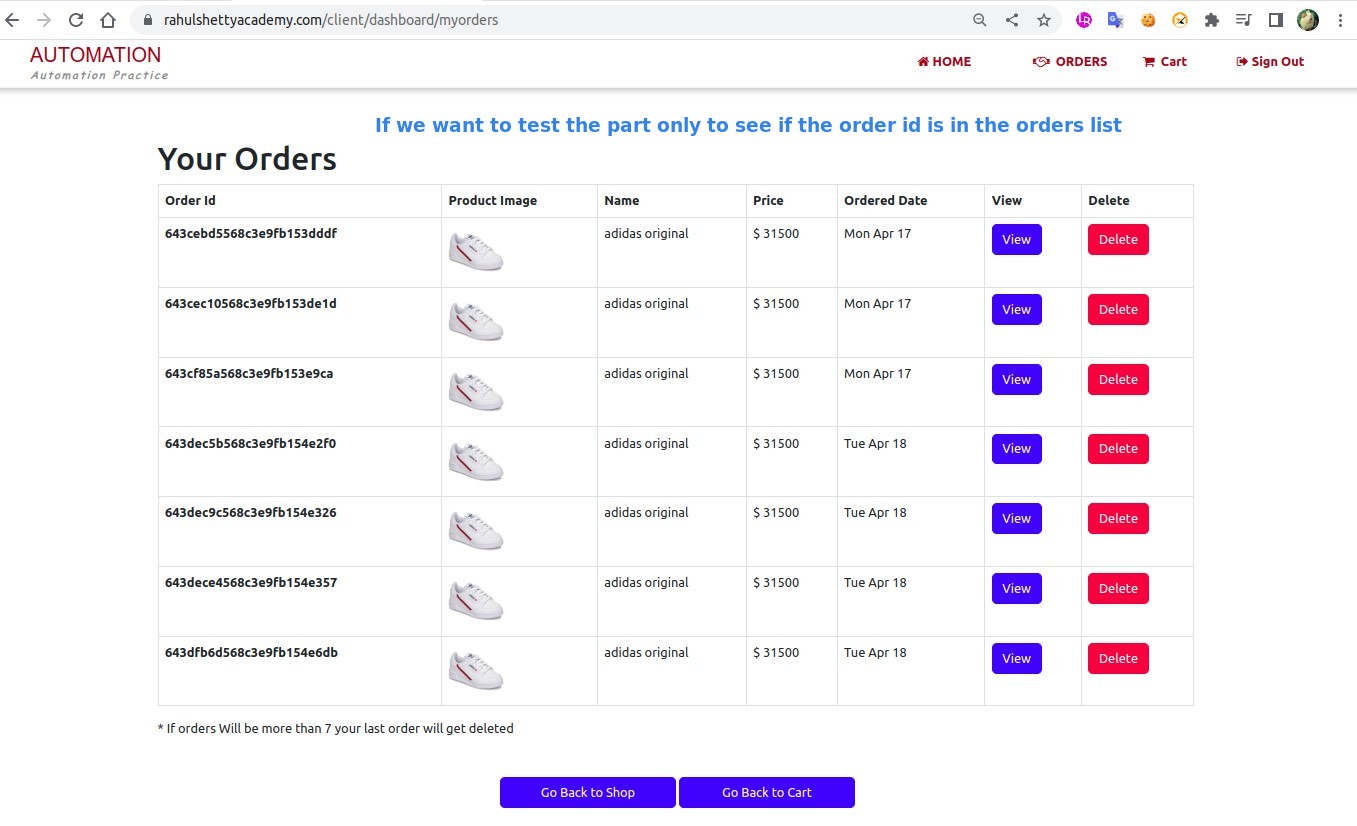 rahulshettyacademy.com/client/dashboard/myorders
AUTOMATION
Automation Practice
HOME ORDERS Cart Sign Out
If we want to test the part only to see if the order id is in the orders list
Your Orders
Order Id Product Image Name Price Ordered Date View Delete
643cebd5568c3e9fb153dddf adidas original $ 31500 Mon Apr 17 View Delete
643cec10568c3e9fb153de1d adidas original $ 31500 Mon Apr 17 View Delete
643cf85a568c3e9fb153e9ca adidas original $ 31500 Mon Apr 17 View Delete
643dec5b568c3e9fb154e2f0 adidas original $ 31500 Tue Apr 18 View Delete
643dec9c568c3e9fb154e326 adidas original $ 31500 Tue Apr 18 View Delete
643dece4568c3e9fb154e357 adidas original $ 31500 Tue Apr 18 View Delete
643dfb6d568c3e9fb154e6db adidas original $ 31500 Tue Apr 18 View Delete
* If orders Will be more than 7 your last order will get deleted
Go Back to Shop Go Back to Cart